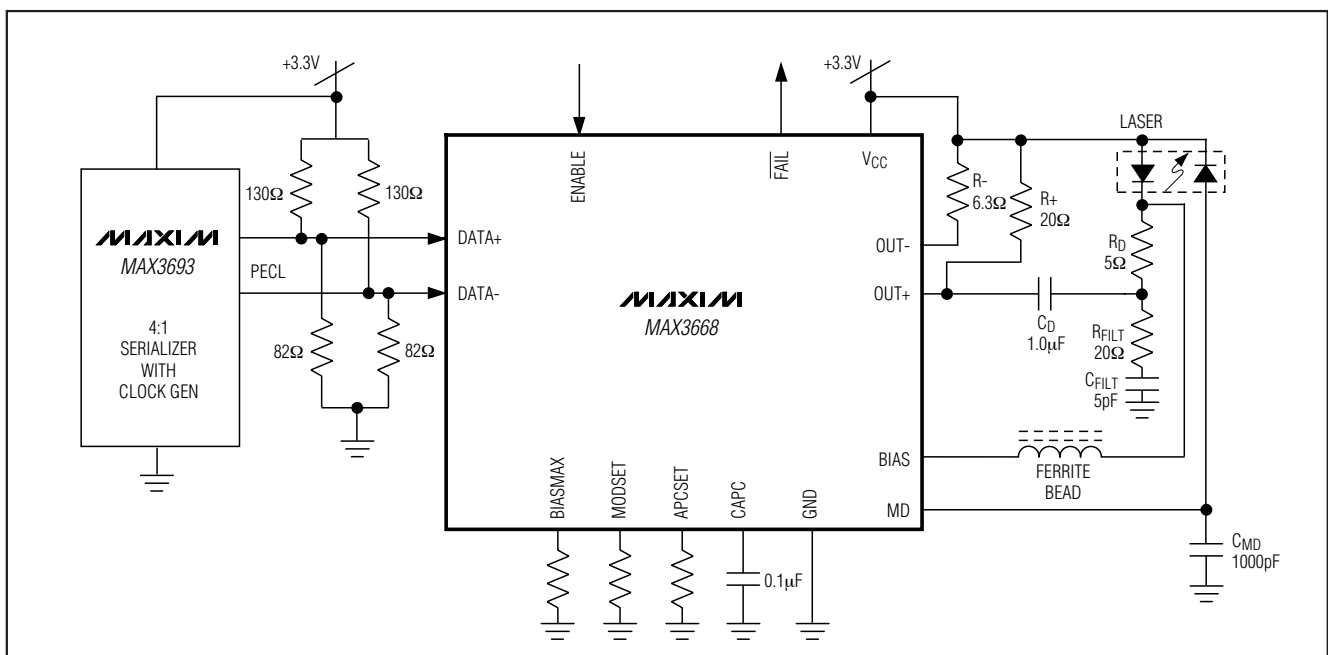 +3.3V
130Ω
130Ω
MAXIM
MAX3693
4:1
SERIALIZER
WITH
CLOCK GEN
PECL
82Ω
82Ω
ENABLE
FAIL
+3.3V
VCC
DATA+
DATA-
MAXIM
MAX3668
OUT-
OUT+
BIAS
MD
BIASMAX
MODSET
APCSET
CAPC
GND
0.1µF
R-
6.3Ω
R+
20Ω
LASER
RD
5Ω
CD
1.0µF
RFILT
20Ω
CFILT
5pF
FERRITE
BEAD
CMD
1000pF